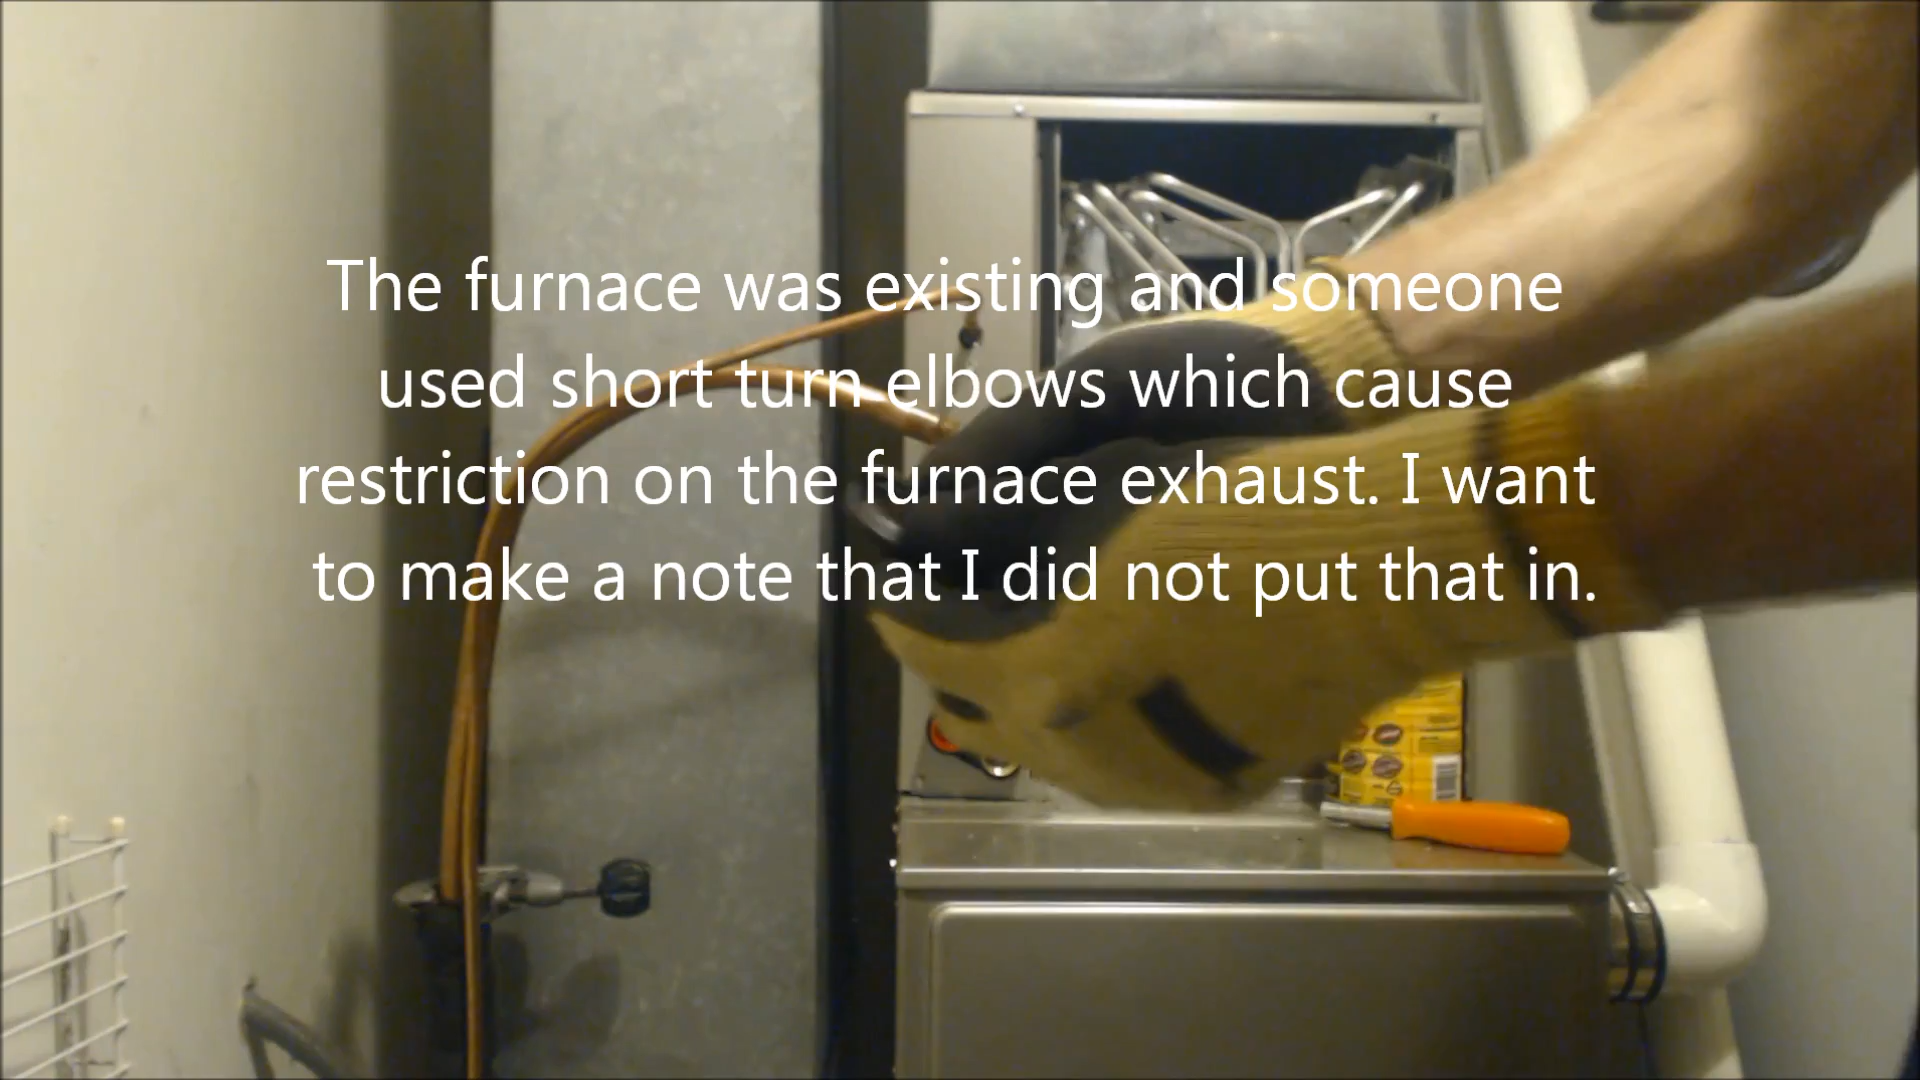 The furnace was existing and someone
used short turn elbows which cause
restriction on the furnace exhaust. I want
to make a note that I did not put that in.